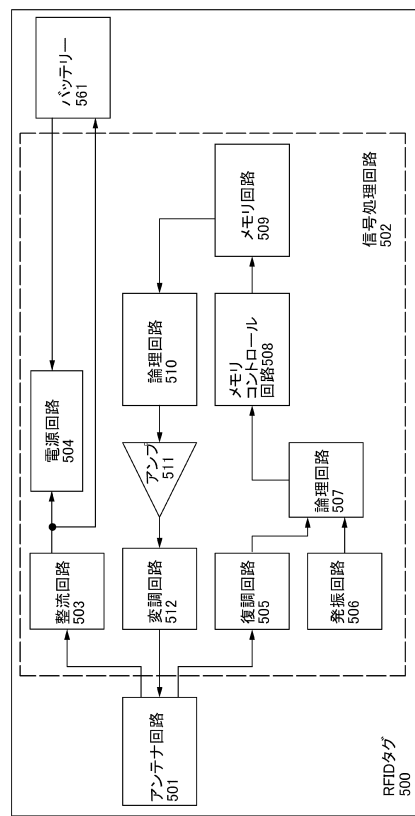 バッテリー
561
整流回路
503
電源回路
504
アンテナ回路
501
変調回路
512
アンプ
511
論理回路
510
メモリ回路
509
復調回路
505
発振回路
506
論理回路
507
メモリ
コントロール
回路508
信号処理回路
502
RFIDタグ
500